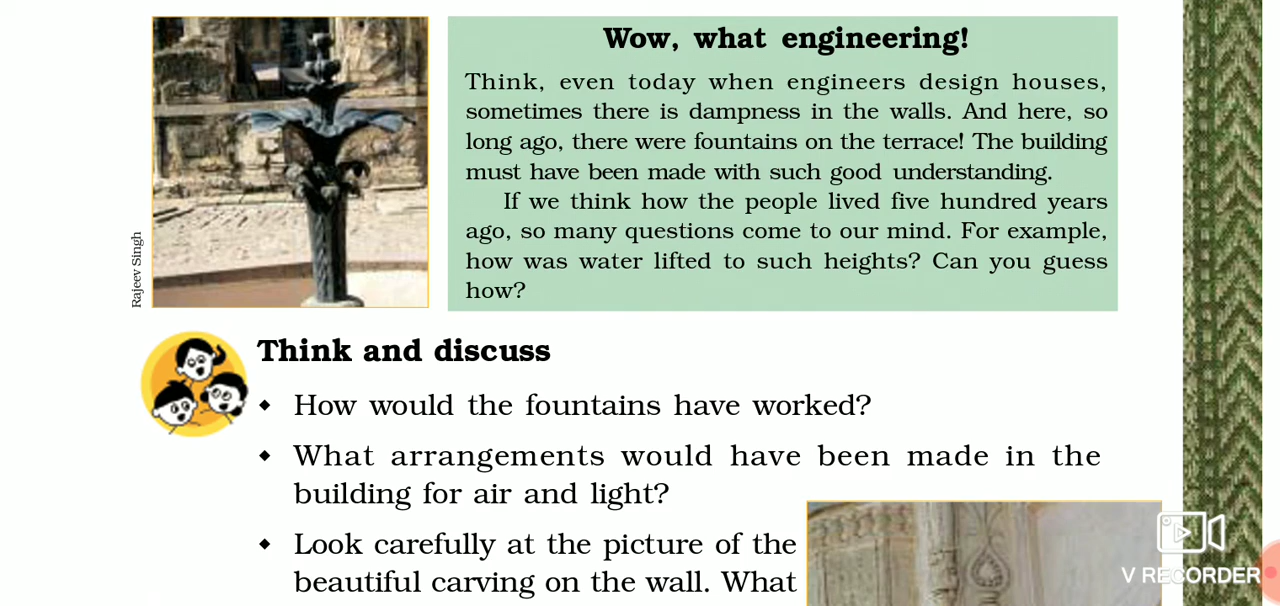 Wow, what engineering!
Think, even today when engineers design houses,
sometimes there is dampness in the walls. And here, so
long ago, there were fountains on the terrace! The building
must have been made with such good understanding.
If we think how the people lived five hundred years
ago, so many questions come to our mind. For example,
how was water lifted to such heights? Can you guess
how?
Rajeev Singh
Think and discuss
◆ How would the fountains have worked?
◆ What arrangements would have been made in the
building for air and light?
◆ Look carefully at the picture of the
beautiful carving on the wall. What
V RECORDER